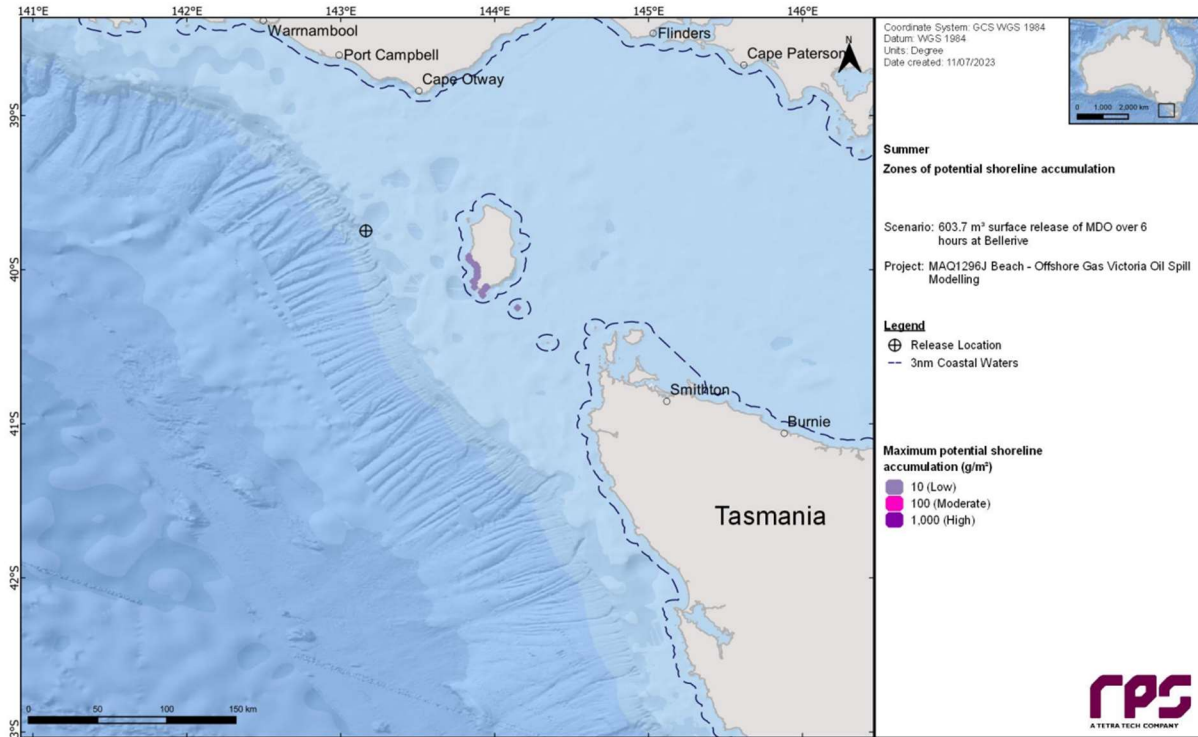 141°E 142°E 143°E 144°E 145°E 146°E
Warrnambool
Port Campbell
Cape Otway
Flinders
Cape Paterson
N
39°S
40°S
Smithton
Burnie
41°S
Tasmania
42°S
3°S
0 50 100 150 km
Coordinate System: GCS WGS 1984
Datum: WGS 1984
Units: Degree
Date created: 11/07/2023
0 1,000 2,000 km
Summer
Zones of potential shoreline accumulation
Scenario: 603.7 m³ surface release of MDO over 6
hours at Bellerive
Project: MAQ1296J Beach - Offshore Gas Victoria Oil Spill
Modelling
Legend
Release Location
3nm Coastal Waters
Maximum potential shoreline
accumulation (g/m²)
10 (Low)
100 (Moderate)
1,000 (High)
rps
A TETRA TECH COMPANY